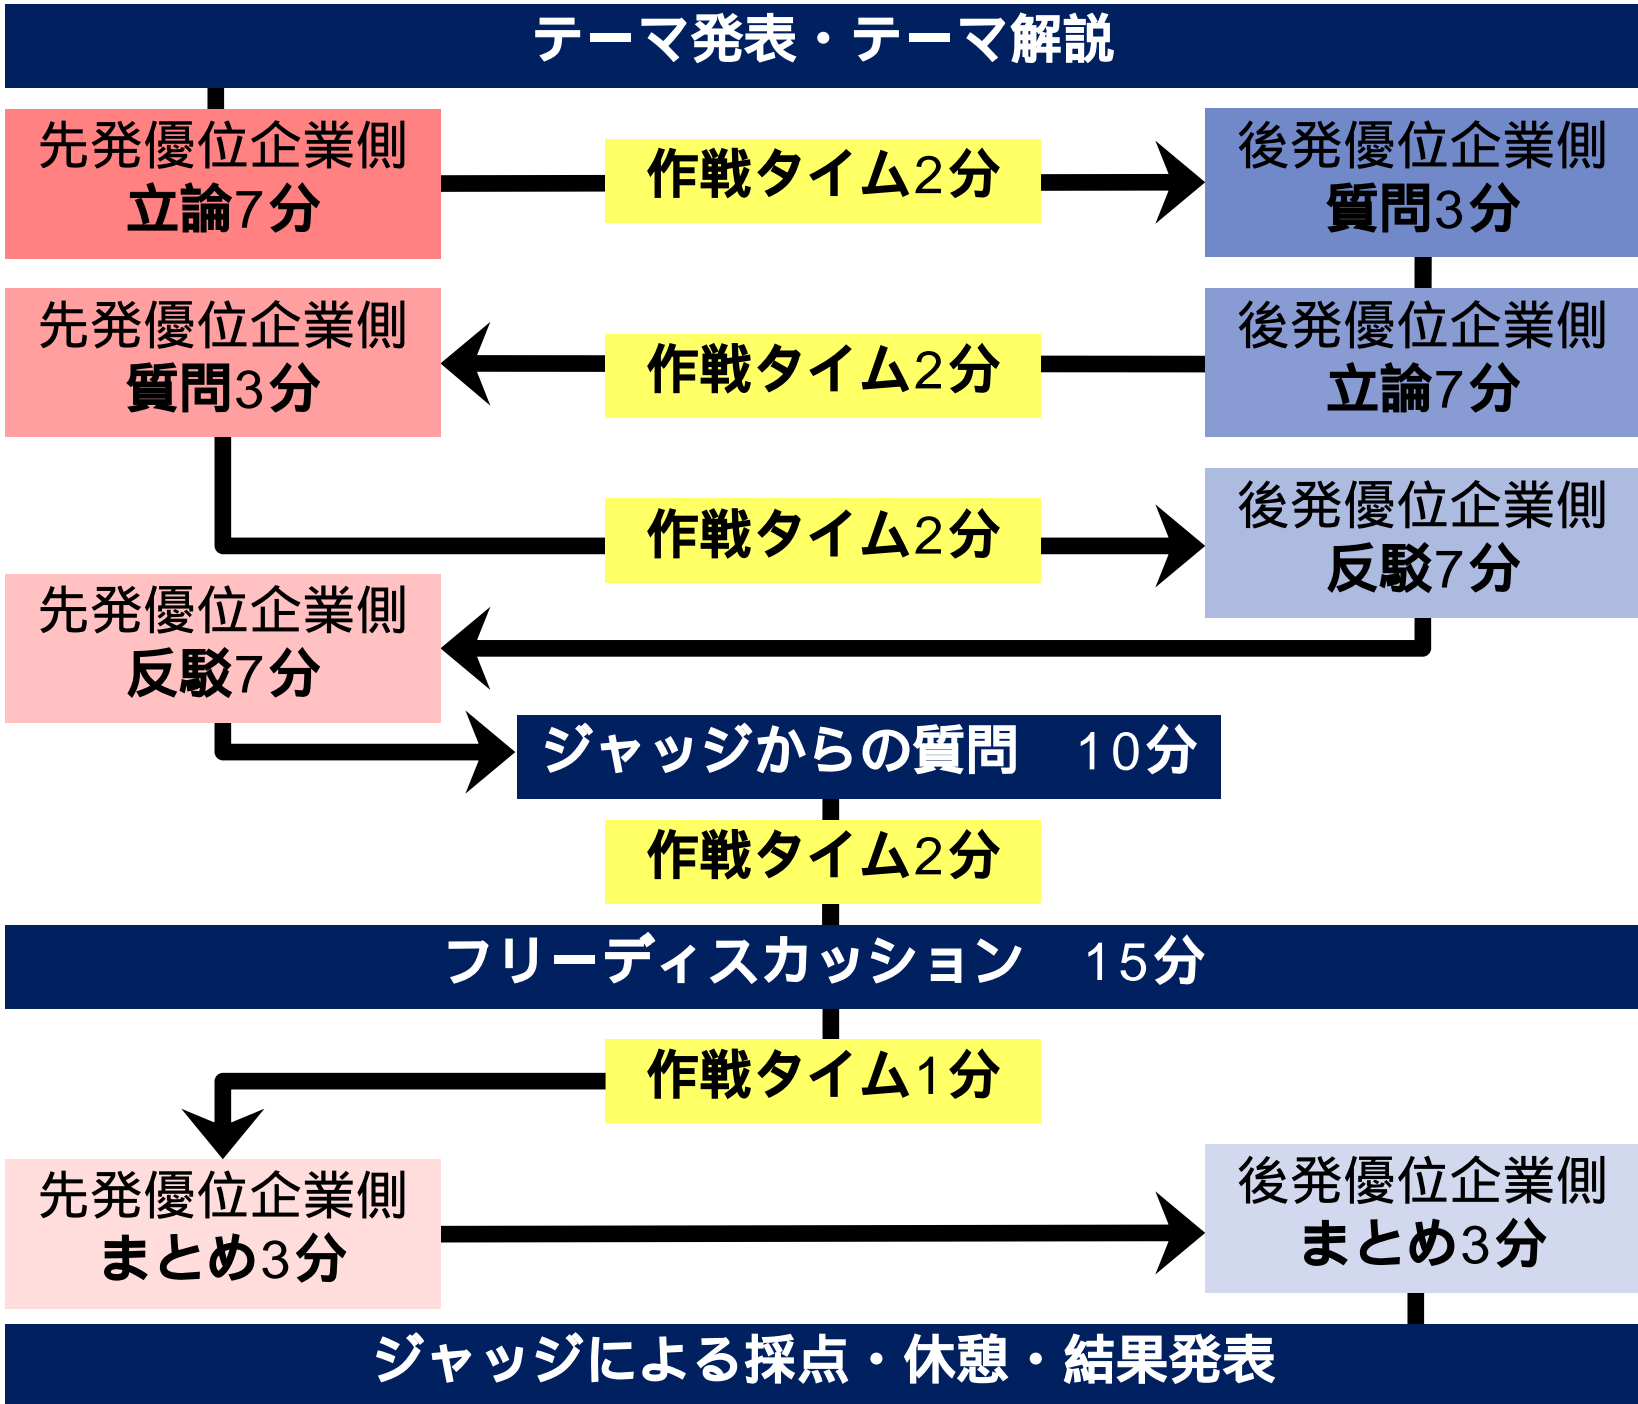 テーマ発表・テーマ解説
先発優位企業側
立論7分
作戦タイム2分
後発優位企業側
質問3分
先発優位企業側
質問3分
作戦タイム2分
後発優位企業側
立論7分
作戦タイム2分
後発優位企業側
反駁7分
先発優位企業側
反駁7分
ジャッジからの質問　10分
作戦タイム2分
フリーディスカッション　15分
作戦タイム1分
先発優位企業側
まとめ3分
後発優位企業側
まとめ3分
ジャッジによる採点・休憩・結果発表